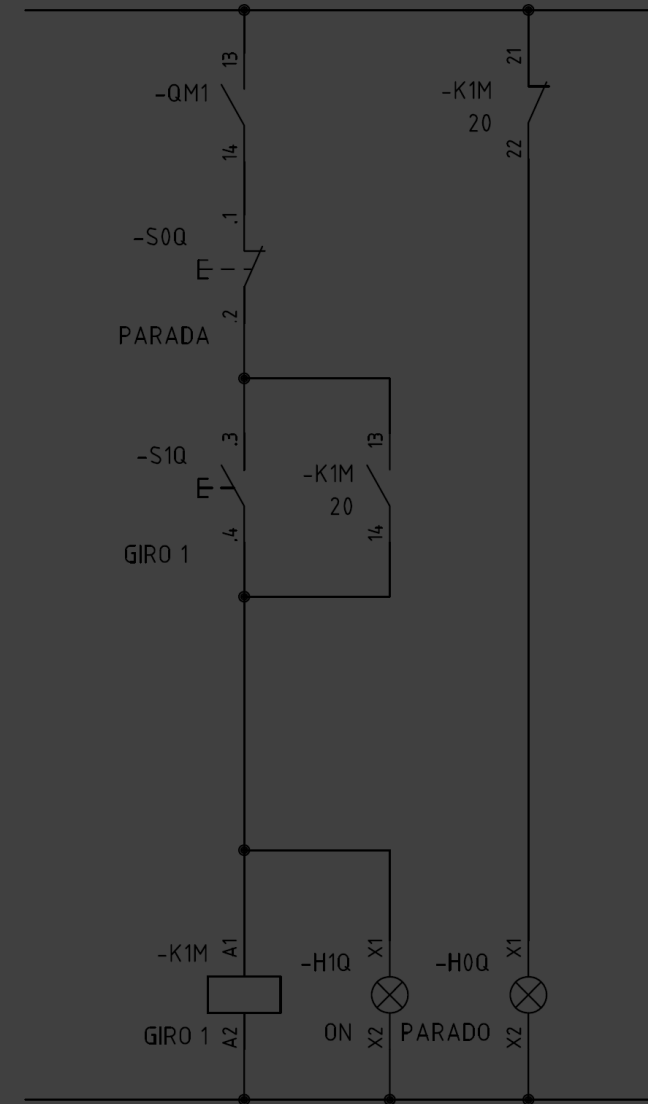 13
-QM1
14
.1
-S0Q
.2
PARADA
.3
-S1Q
.4
GIRO 1
13
-K1M
20
14
21
-K1M
20
22
-K1M A1
GIRO 1 A2
-H1Q X1
ON X2
-H0Q X1
PARADO X2